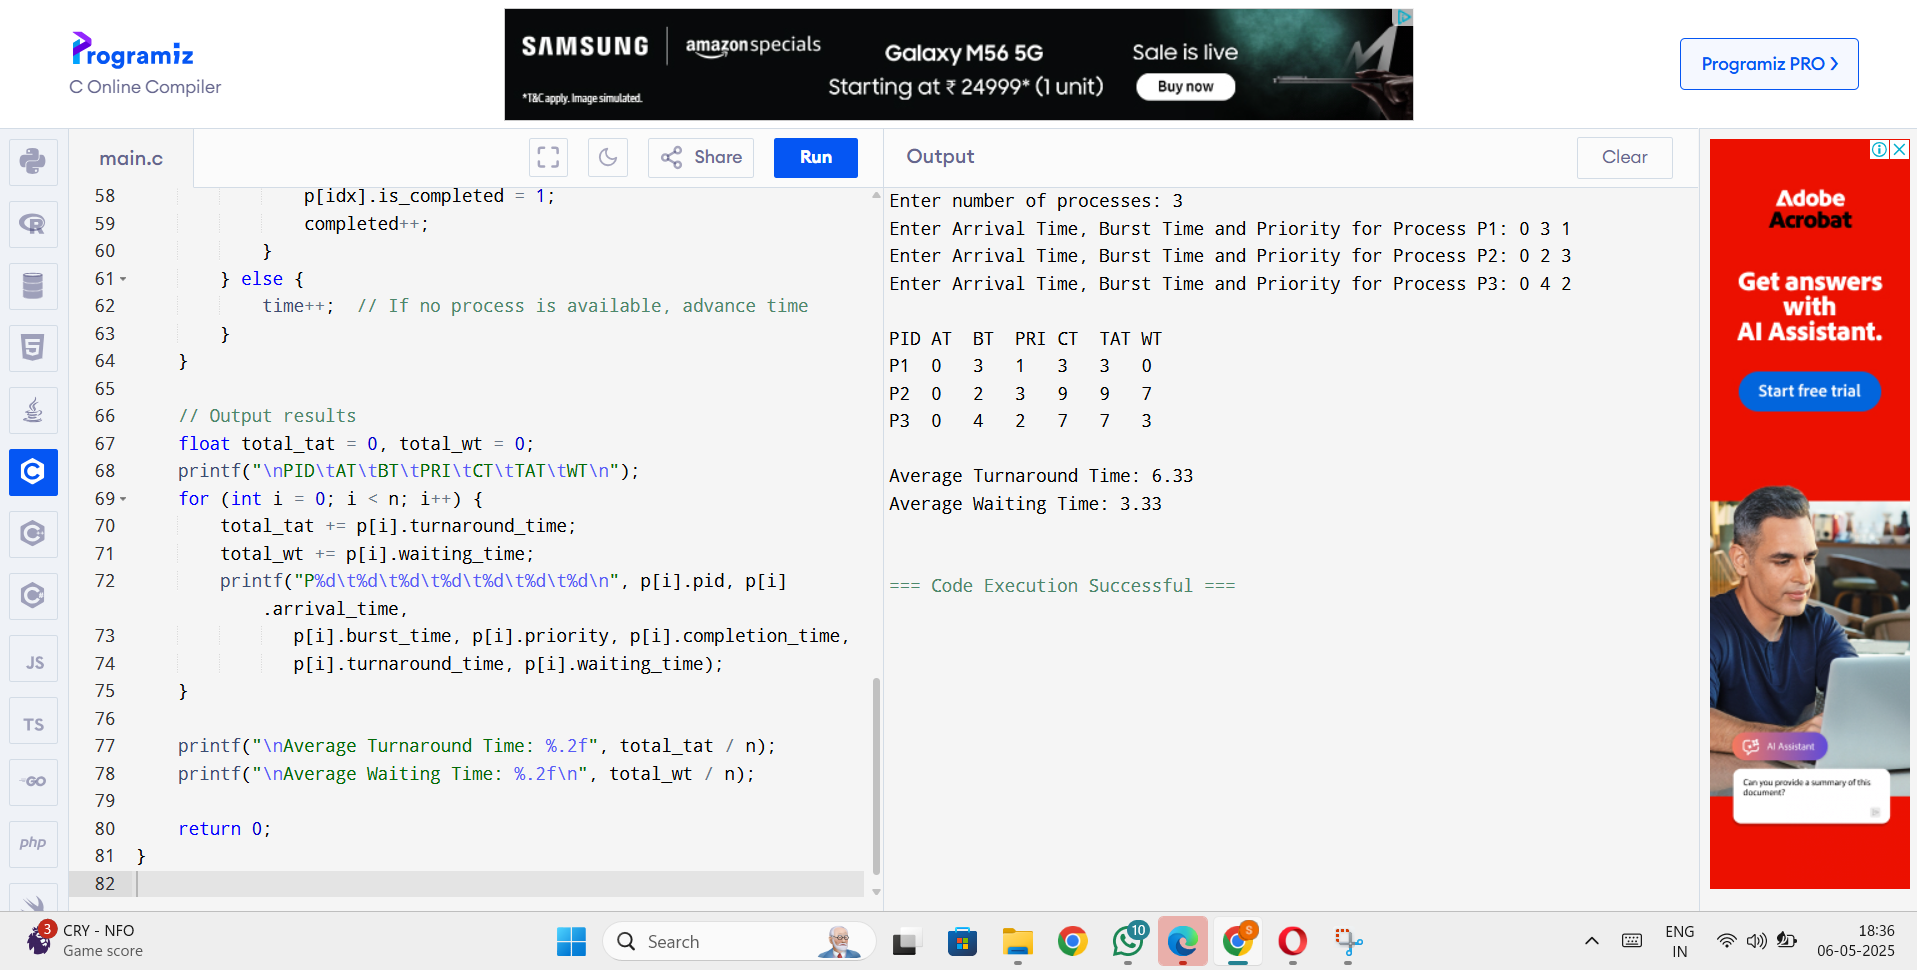 Programiz
C Online Compiler
SAMSUNG
amazonspecials
*T&C apply. Image simulated.
Galaxy M56 5G
Starting at ₹ 24999* (1 unit)
Sale is live
Buy now
Programiz PRO >
main.c
Share
Run
Output
Clear
58 p[idx].is_completed = 1;
59 completed++;
60 }
61 } else {
62 time++;  // If no process is available, advance time
63 }
64 }
65
66 // Output results
67 float total_tat = 0, total_wt = 0;
68 printf("\nPID\tAT\tBT\tPRI\tCT\tTAT\tWT\n");
69 for (int i = 0; i < n; i++) {
70 total_tat += p[i].turnaround_time;
71 total_wt += p[i].waiting_time;
72 printf("P%d\t%d\t%d\t%d\t%d\t%d\t%d\n", p[i].pid, p[i]
.arrival_time,
73 p[i].burst_time, p[i].priority, p[i].completion_time,
74 p[i].turnaround_time, p[i].waiting_time);
75 }
76
77 printf("\nAverage Turnaround Time: %.2f", total_tat / n);
78 printf("\nAverage Waiting Time: %.2f\n", total_wt / n);
79
80 return 0;
81 }
82
Enter number of processes: 3
Enter Arrival Time, Burst Time and Priority for Process P1: 0 3 1
Enter Arrival Time, Burst Time and Priority for Process P2: 0 2 3
Enter Arrival Time, Burst Time and Priority for Process P3: 0 4 2
PID AT BT PRI CT TAT WT
P1 0 3 1 3 3 0
P2 0 2 3 9 9 7
P3 0 4 2 7 7 3
Average Turnaround Time: 6.33
Average Waiting Time: 3.33
=== Code Execution Successful ===
Adobe
Acrobat
Get answers
with
AI Assistant.
Start free trial
AI Assistant
Can you provide a summary of this
document?
R
5
C
C
C
JS
TS
GO
php
3
CRY - NFO
Game score
Search
10
S
ENG
IN
18:36
06-05-2025